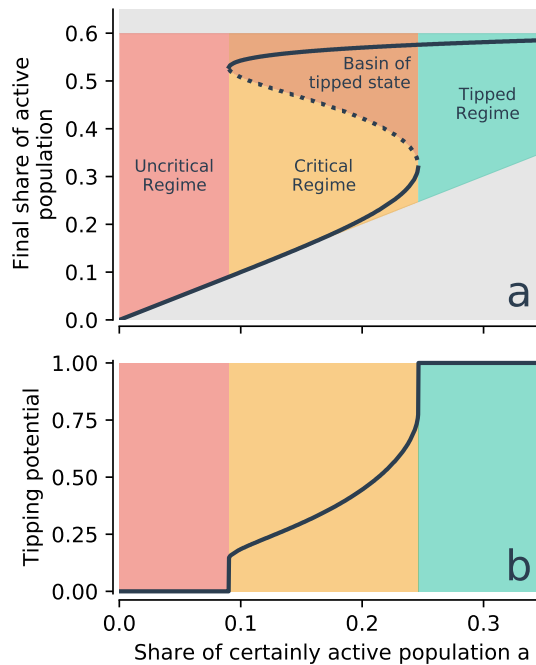 Final share of active
population
0.6
0.5
0.4
0.3
0.2
0.1
0.0
Basin of
tipped state
Tipped
Regime
Uncritical
Regime
Critical
Regime
a
Tipping potential
1.00
0.75
0.50
0.25
0.00
b
0.0
0.1
0.2
0.3
Share of certainly active population a